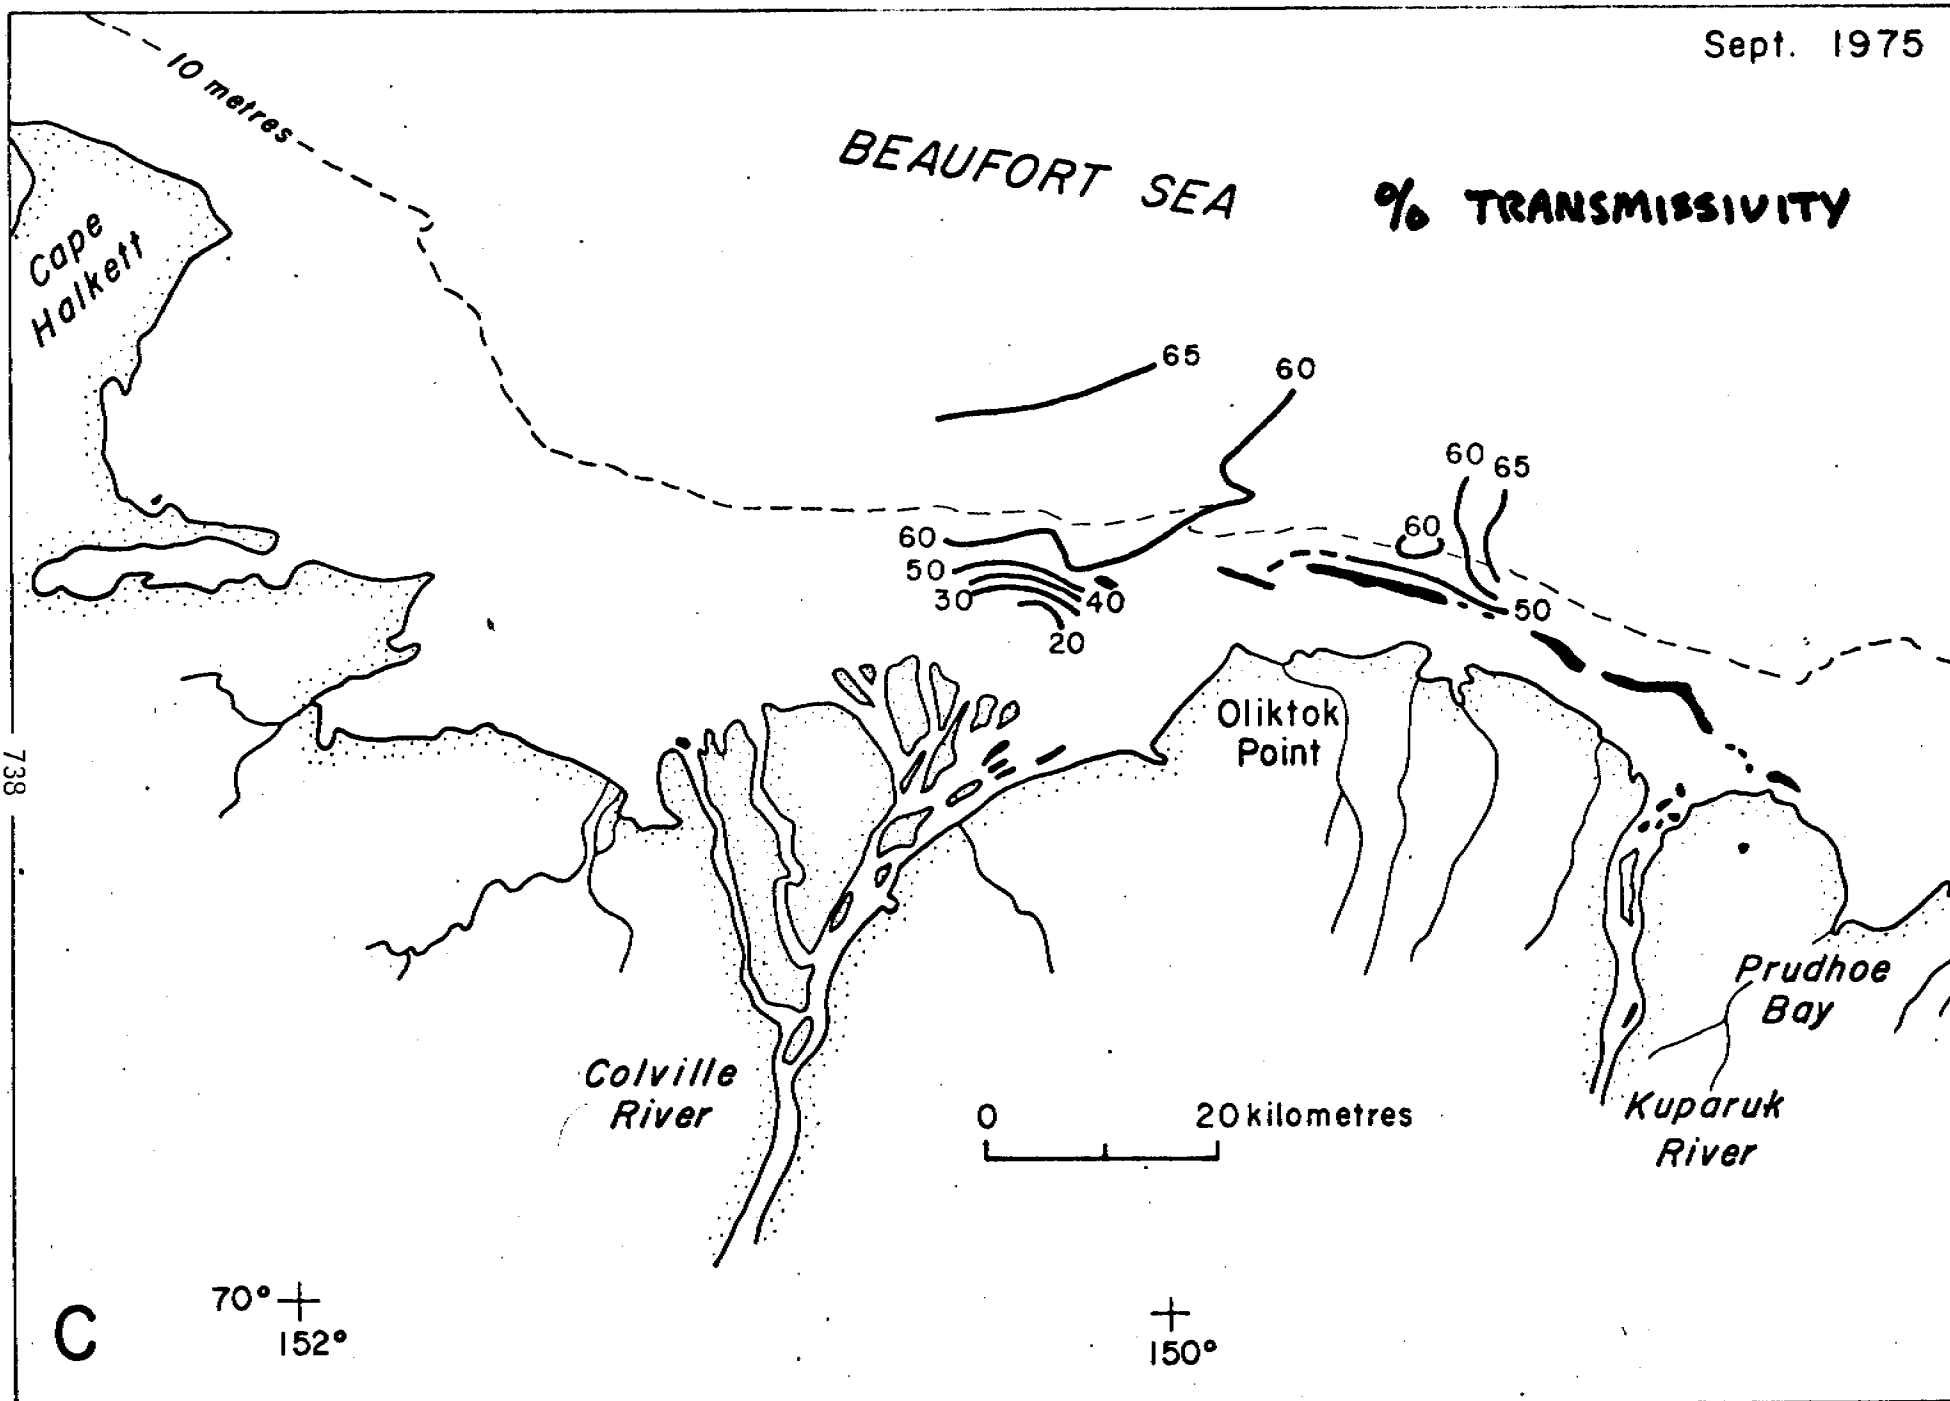 Sept. 1975
10 metres
BEAUFORT SEA
% TRANSMISSIVITY
Cape
Halkett
65
60
60
65
60
60
50
30
40
20
50
Oliktok
Point
738
Prudhoe
Bay
Colville
River
0 20 kilometres
Kuparuk
River
70°
152°
150°
C